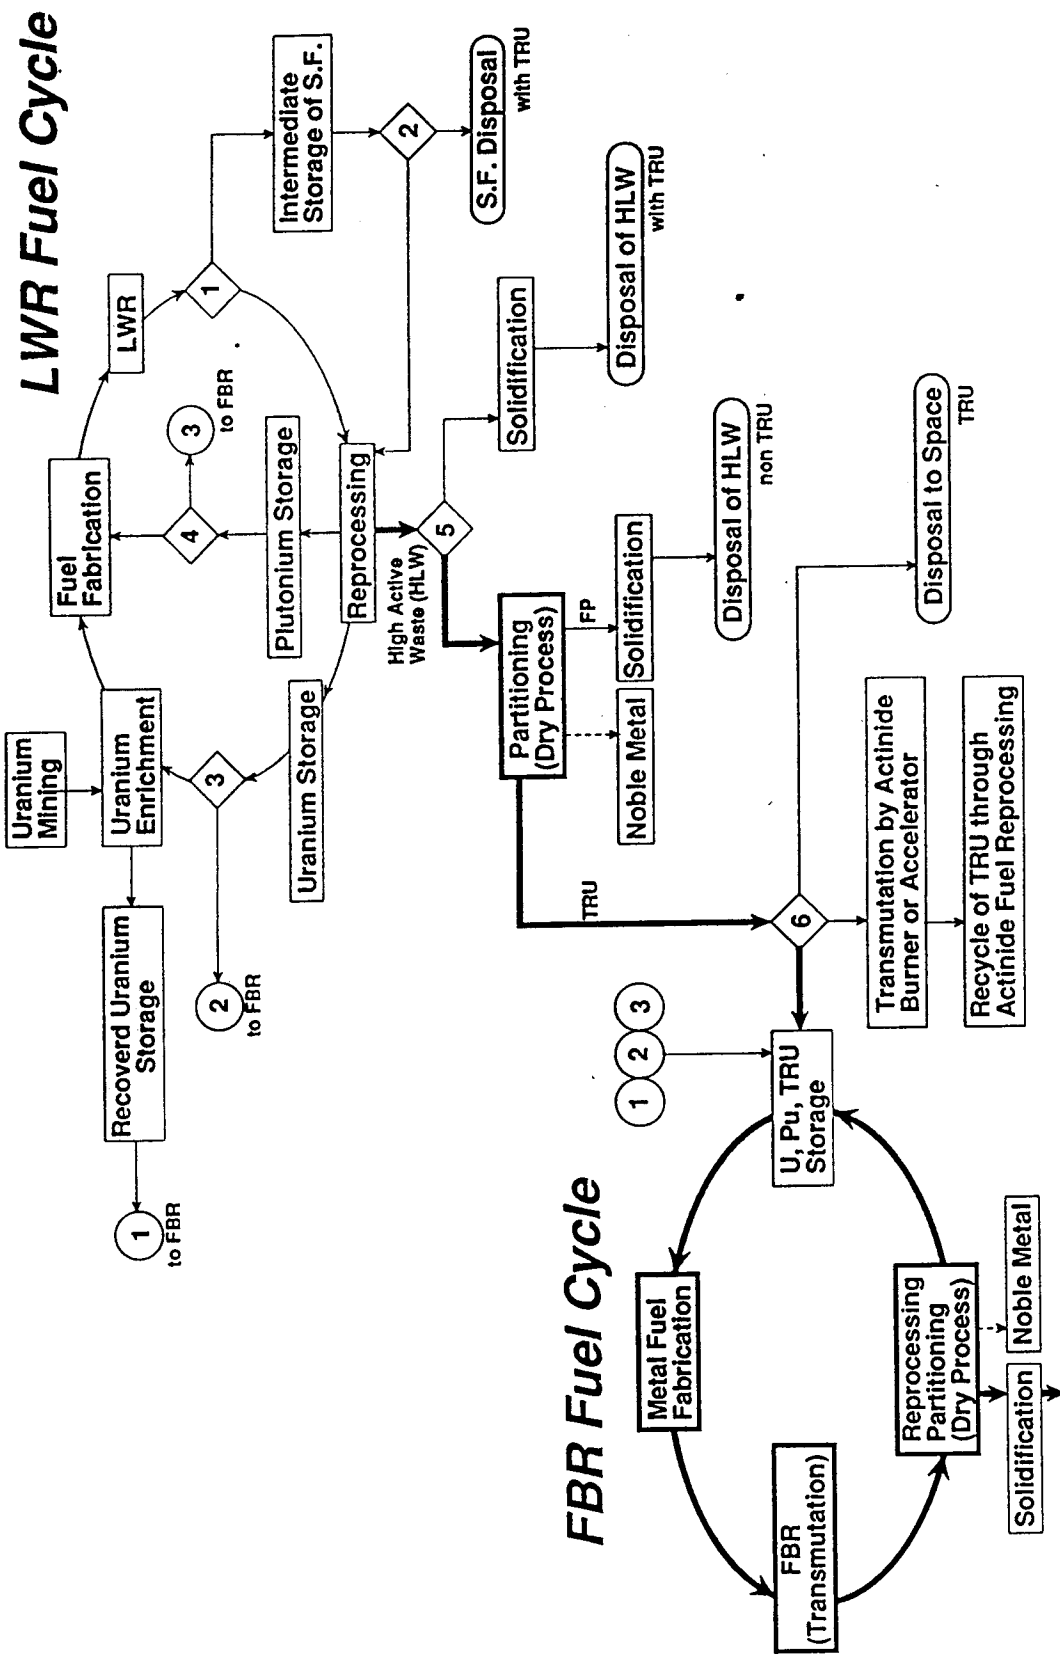 LWR Fuel Cycle
Uranium
Mining
Recoverd Uranium
Storage
Uranium
Enrichment
Fuel
Fabrication
LWR
1
to FBR
2
to FBR
3
4
3
to FBR
1
Intermediate
Storage of S.F.
Uranium Storage
Plutonium Storage
Reprocessing
2
High Active
Waste (HLW)
5
S.F. Disposal
with TRU
Partitioning
(Dry Process)
Solidification
FP
TRU
Noble Metal
Solidification
Disposal of HLW
with TRU
Disposal of HLW
non TRU
FBR Fuel Cycle
1
2
3
6
Metal Fuel
Fabrication
U, Pu, TRU
Storage
FBR
(Transmutation)
Reprocessing
Partitioning
(Dry Process)
Transmutation by Actinide
Burner or Accelerator
Disposal to Space
TRU
Recycle of TRU through
Actinide Fuel Reprocessing
Solidification
Noble Metal